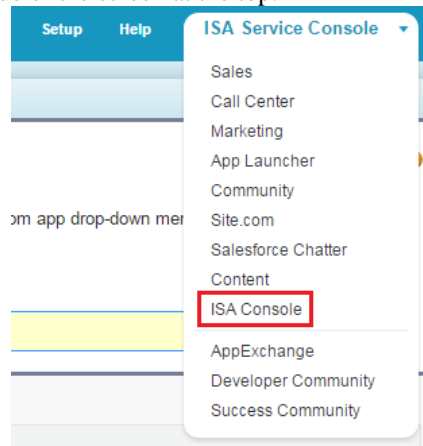 Setup Help ISA Service Console
Sales
Call Center
Marketing
App Launcher
Community
om app drop-down
Site.com
Salesforce Chatter
Content
ISA Console
AppExchange
Developer Community
Success Community